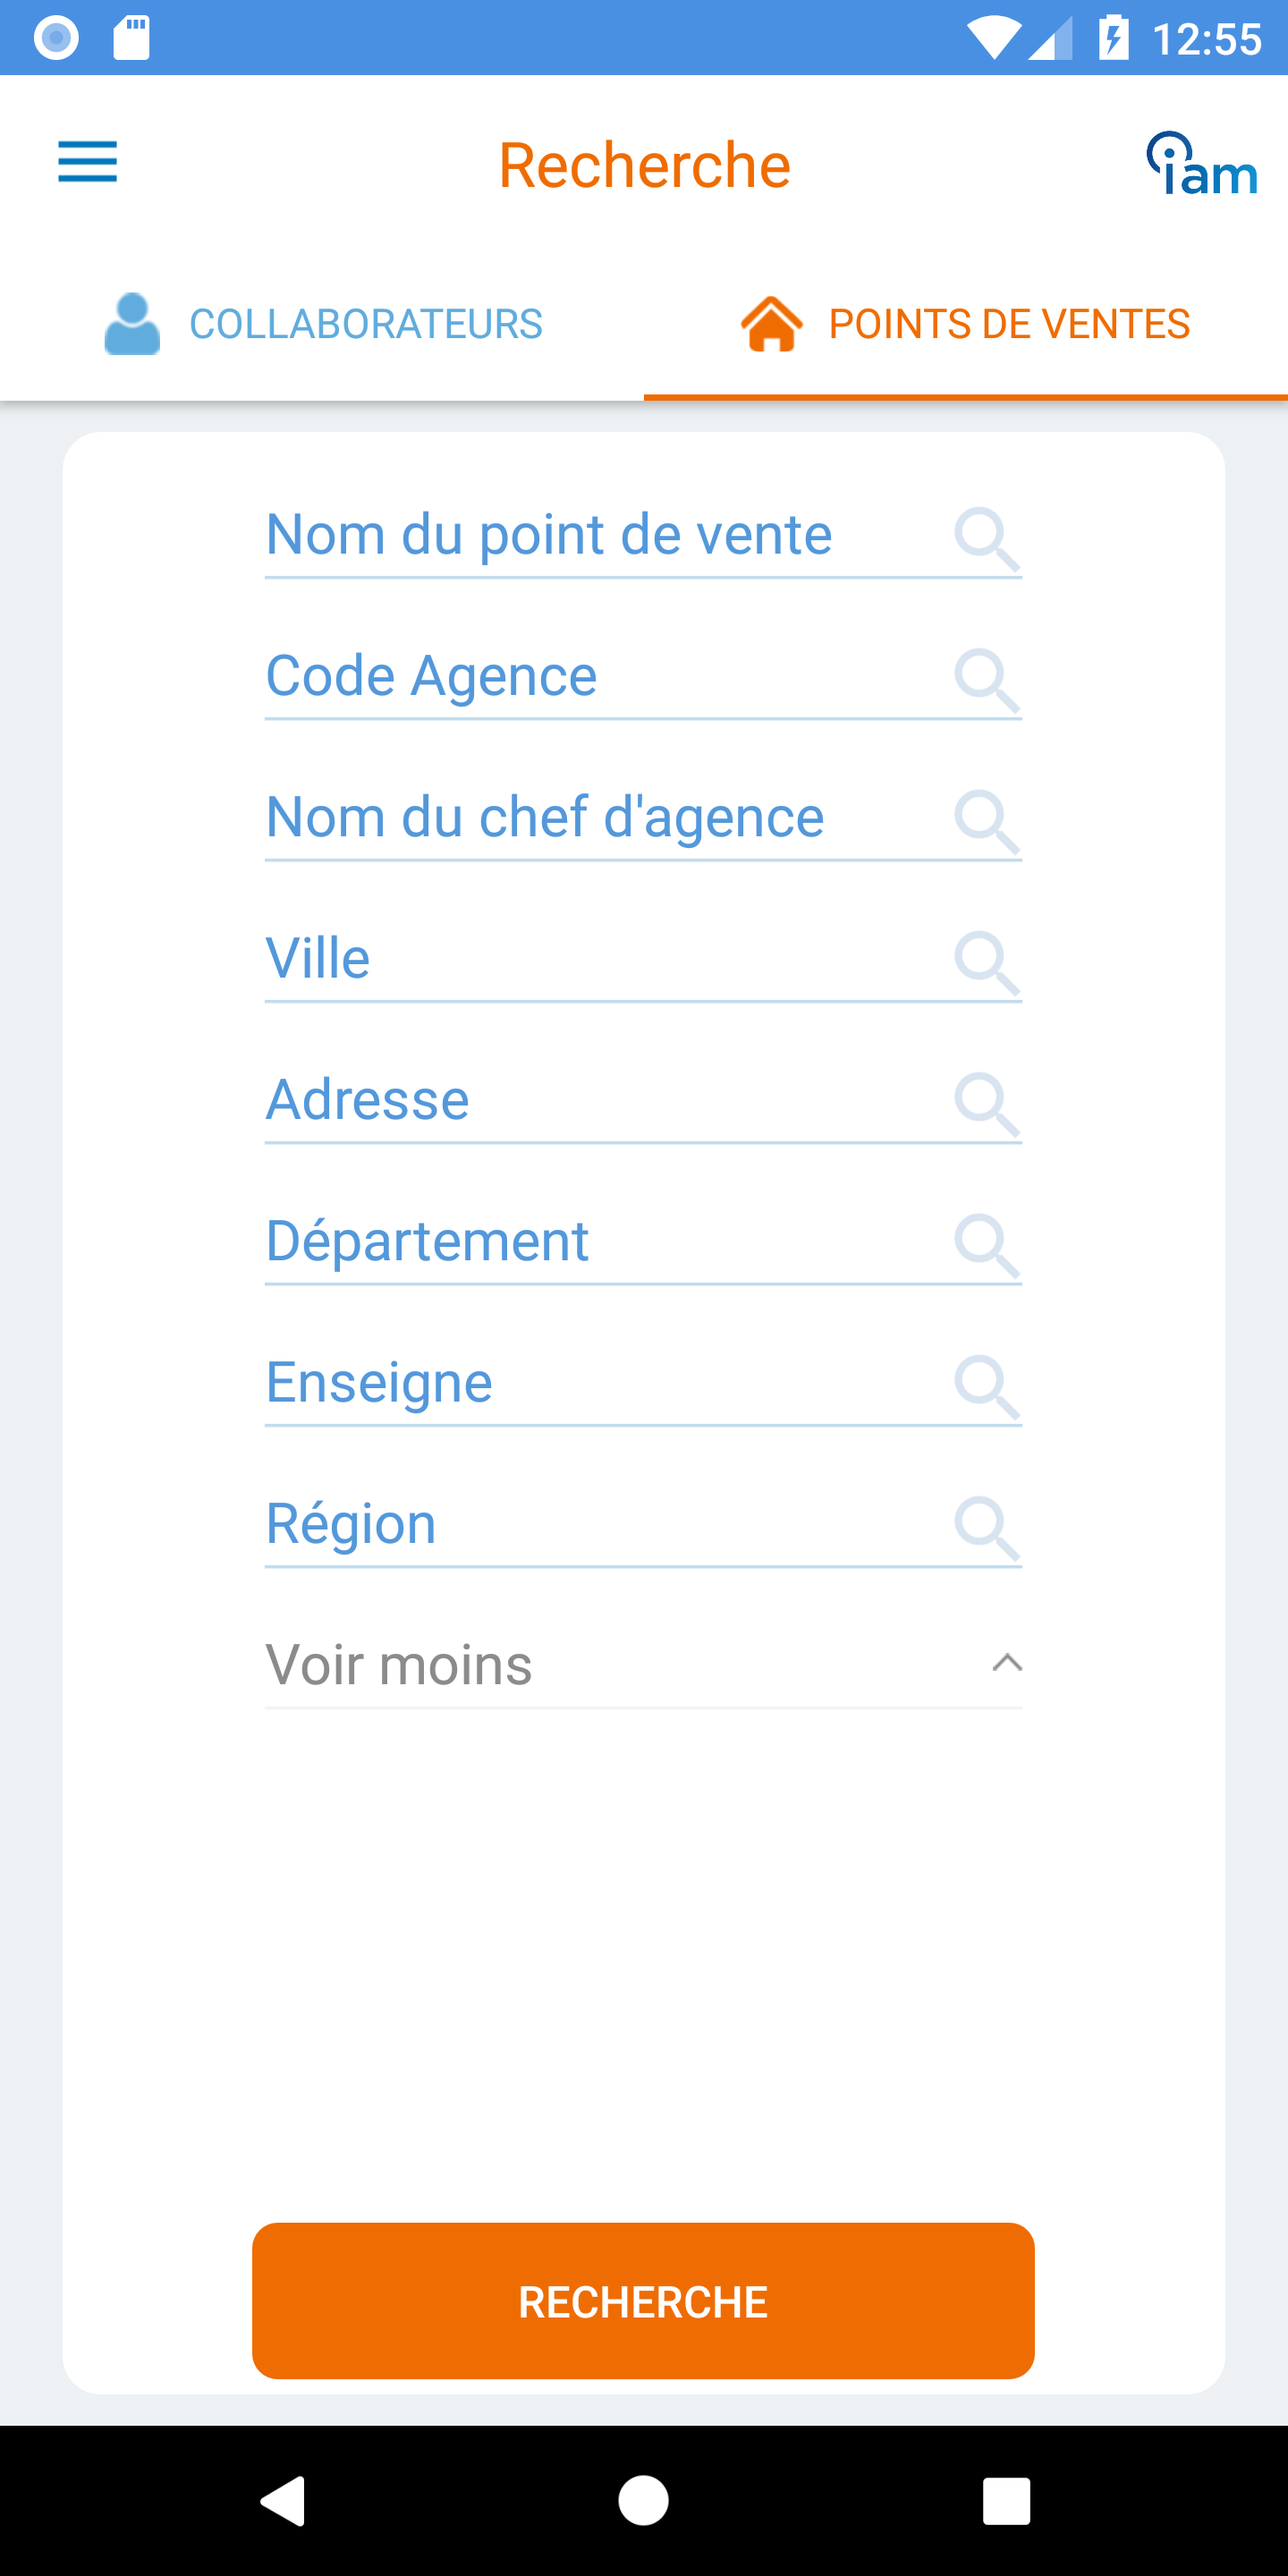 12:55
Recherche
iam
COLLABORATEURS
POINTS DE VENTES
Nom du point de vente
Code Agence
Nom du chef d'agence
Ville
Adresse
Département
Enseigne
Région
Voir moins
RECHERCHE